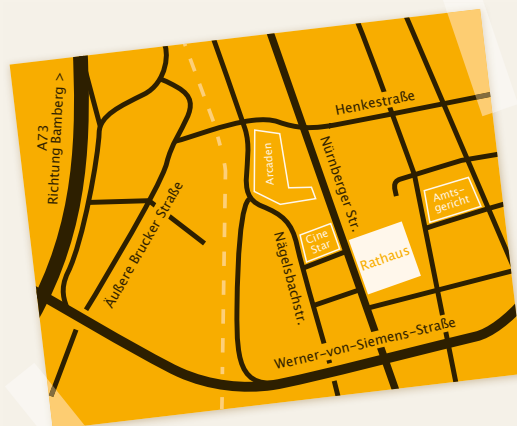 A73
Richtung Bamberg >
Henkestraße
Arcaden
Nürnberger Str.
Äußere Brucker Straße
Amts-
gericht
Cine
Star
Rathaus
Nägelsbachstr.
Werner-von-Siemens-Straße